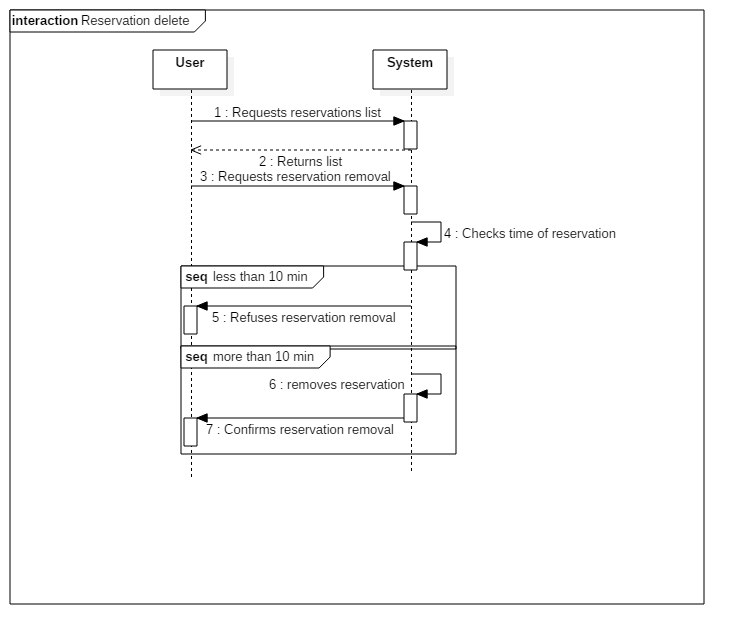 interaction Reservation delete
User
System
1 : Requests reservations list
2 : Returns list
3 : Requests reservation removal
4 : Checks time of reservation
seq less than 10 min
5 : Refuses reservation removal
seq more than 10 min
6 : removes reservation
7 : Confirms reservation removal